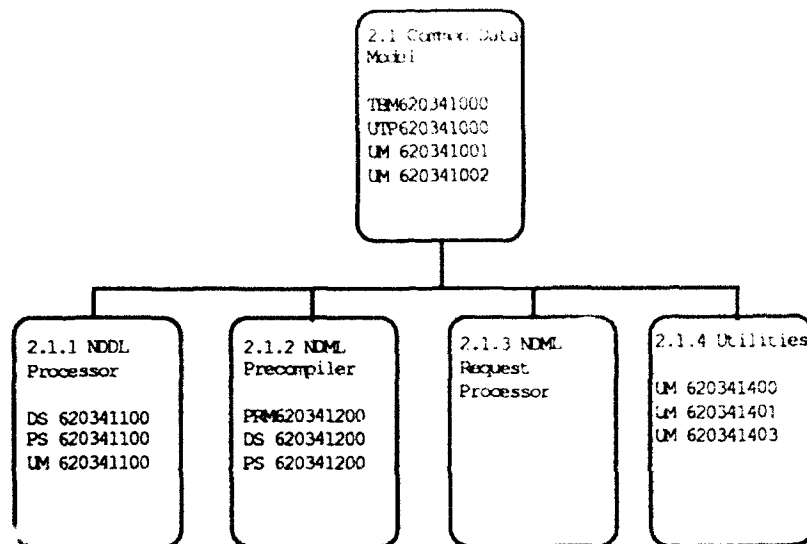 2.1 Common Data
Model
TBM620341000
UTP620341000
UM 620341001
UM 620341002
2.1.1 NDDL
Processor
DS 620341100
PS 620341100
UM 620341100
2.1.2 NDML
Precompiler
PRM620341200
DS 620341200
PS 620341200
2.1.3 NDML
Request
Processor
2.1.4 Utilities
UM 620341400
UM 620341401
UM 620341403